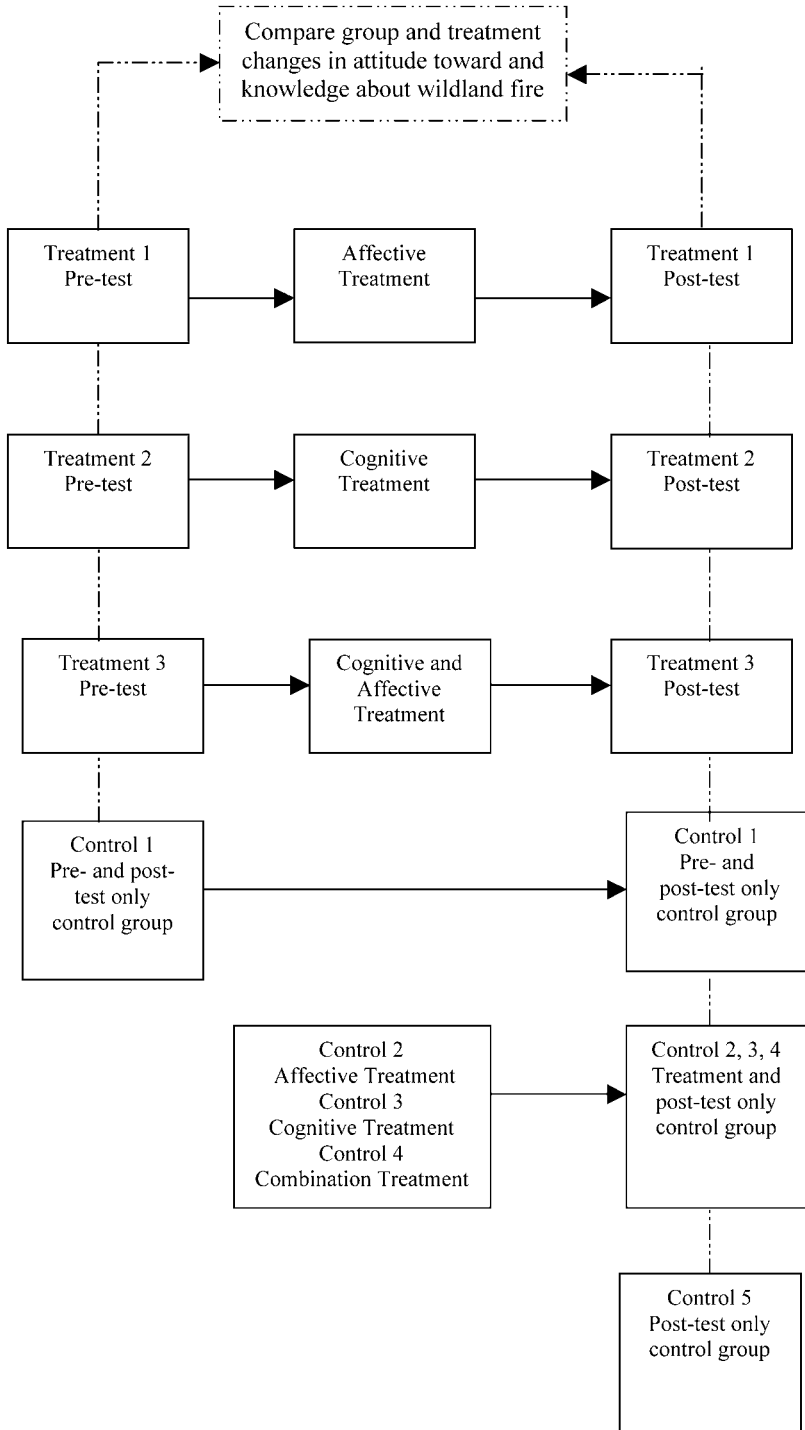 Compare group and treatment
changes in attitude toward and
knowledge about wildland fire
Treatment 1
Pre-test
Affective
Treatment
Treatment 1
Post-test
Treatment 2
Pre-test
Cognitive
Treatment
Treatment 2
Post-test
Treatment 3
Pre-test
Cognitive and
Affective
Treatment
Treatment 3
Post-test
Control 1
Pre- and post-
test only
control group
Control 1
Pre- and
post-test only
control group
Control 2
Affective Treatment
Control 3
Cognitive Treatment
Control 4
Combination Treatment
Control 2, 3, 4
Treatment and
post-test only
control group
Control 5
Post-test only
control group